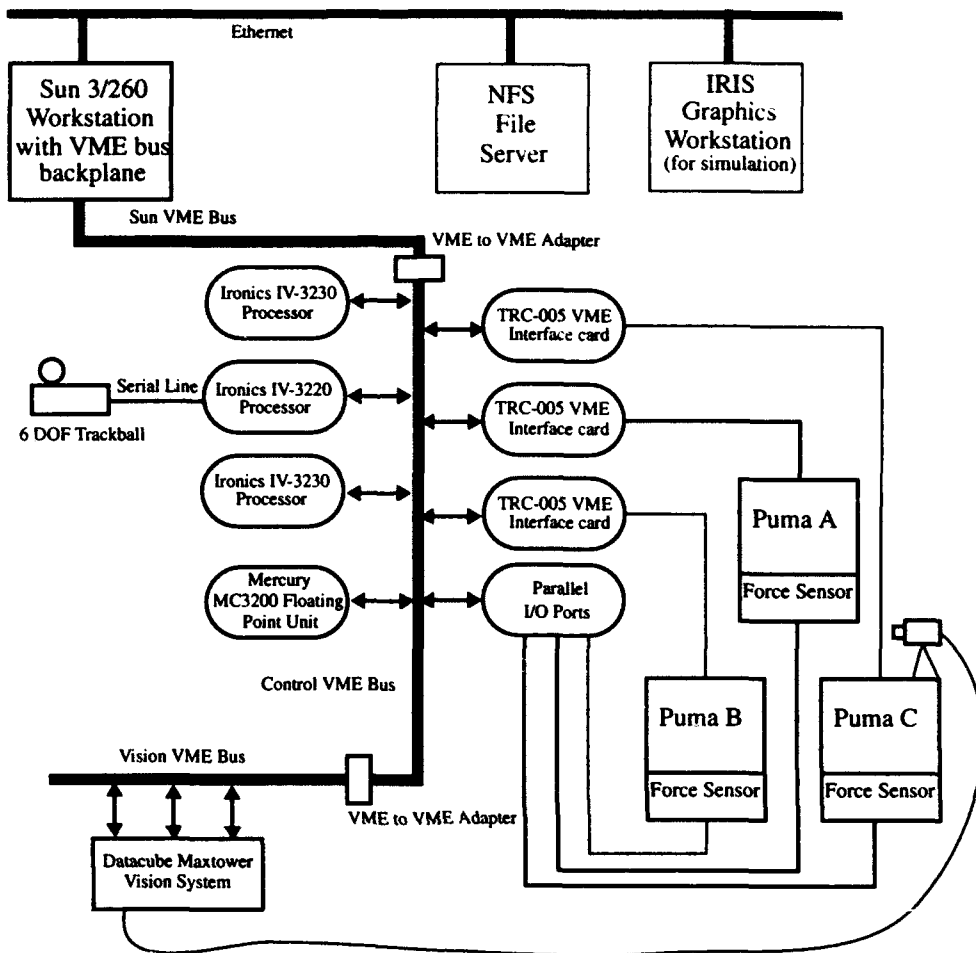 Ethernet
Sun 3/260
Workstation
with VME bus
backplane
NFS
File
Server
IRIS
Graphics
Workstation
(for simulation)
Sun VME Bus
VME to VME Adapter
Ironics IV-3230
Processor
TRC-005 VME
Interface card
Serial Line
6 DOF Trackball
Ironics IV-3220
Processor
TRC-005 VME
Interface card
Ironics IV-3230
Processor
TRC-005 VME
Interface card
Puma A
Force Sensor
Mercury
MC3200 Floating
Point Unit
Parallel
I/O Ports
Control VME Bus
Puma B
Force Sensor
Puma C
Force Sensor
Vision VME Bus
VME to VME Adapter
Datacube Maxtower
Vision System